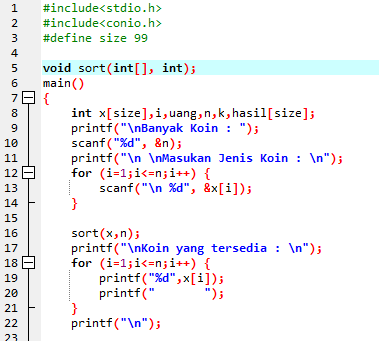 1 #include<stdio.h>
2 #include<conio.h>
3 #define size 99
4
5 void sort(int[], int);
6 main()
7 {
8 int x[size],i,uang,n,k,hasil[size];
9 printf("\nBanyak Koin : ");
10 scanf("%d", &n);
11 printf("\n \nMasukan Jenis Koin : \n");
12 for (i=1;i<=n;i++) {
13 scanf("\n %d", &x[i]);
14 }
15
16 sort(x,n);
17 printf("\nKoin yang tersedia : \n");
18 for (i=1;i<=n;i++) {
19 printf("%d",x[i]);
20 printf("       ");
21 }
22 printf("\n");
23